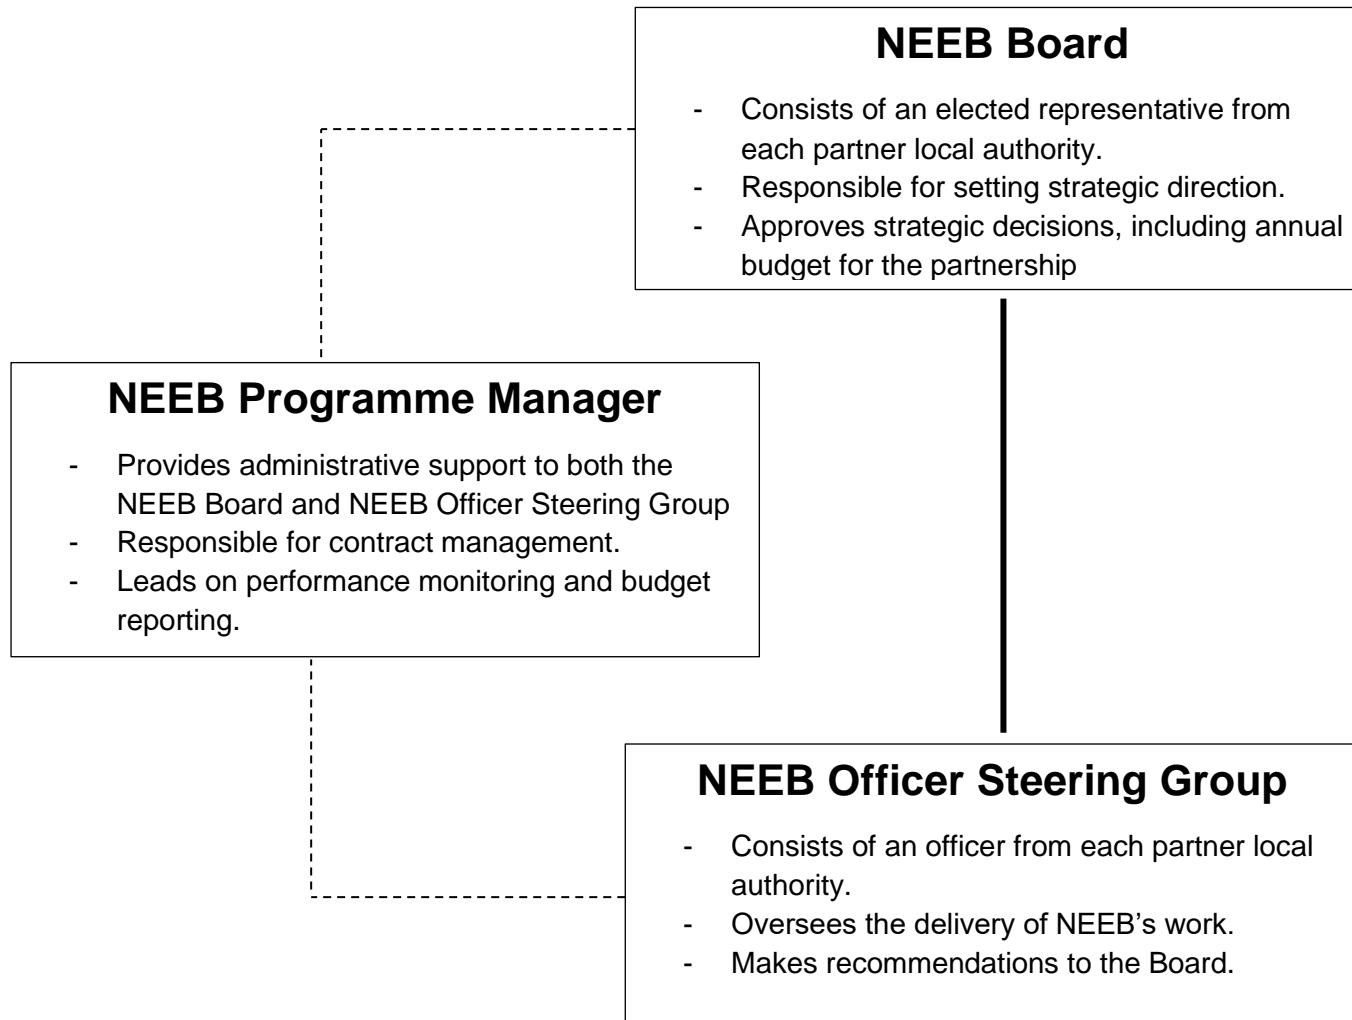 NEEB Board
- Consists of an elected representative from
each partner local authority.
- Responsible for setting strategic direction.
- Approves strategic decisions, including annual
budget for the partnership
NEEB Programme Manager
- Provides administrative support to both the
NEEB Board and NEEB Officer Steering Group
- Responsible for contract management.
- Leads on performance monitoring and budget
reporting.
NEEB Officer Steering Group
- Consists of an officer from each partner local
authority.
- Oversees the delivery of NEEB’s work.
- Makes recommendations to the Board.